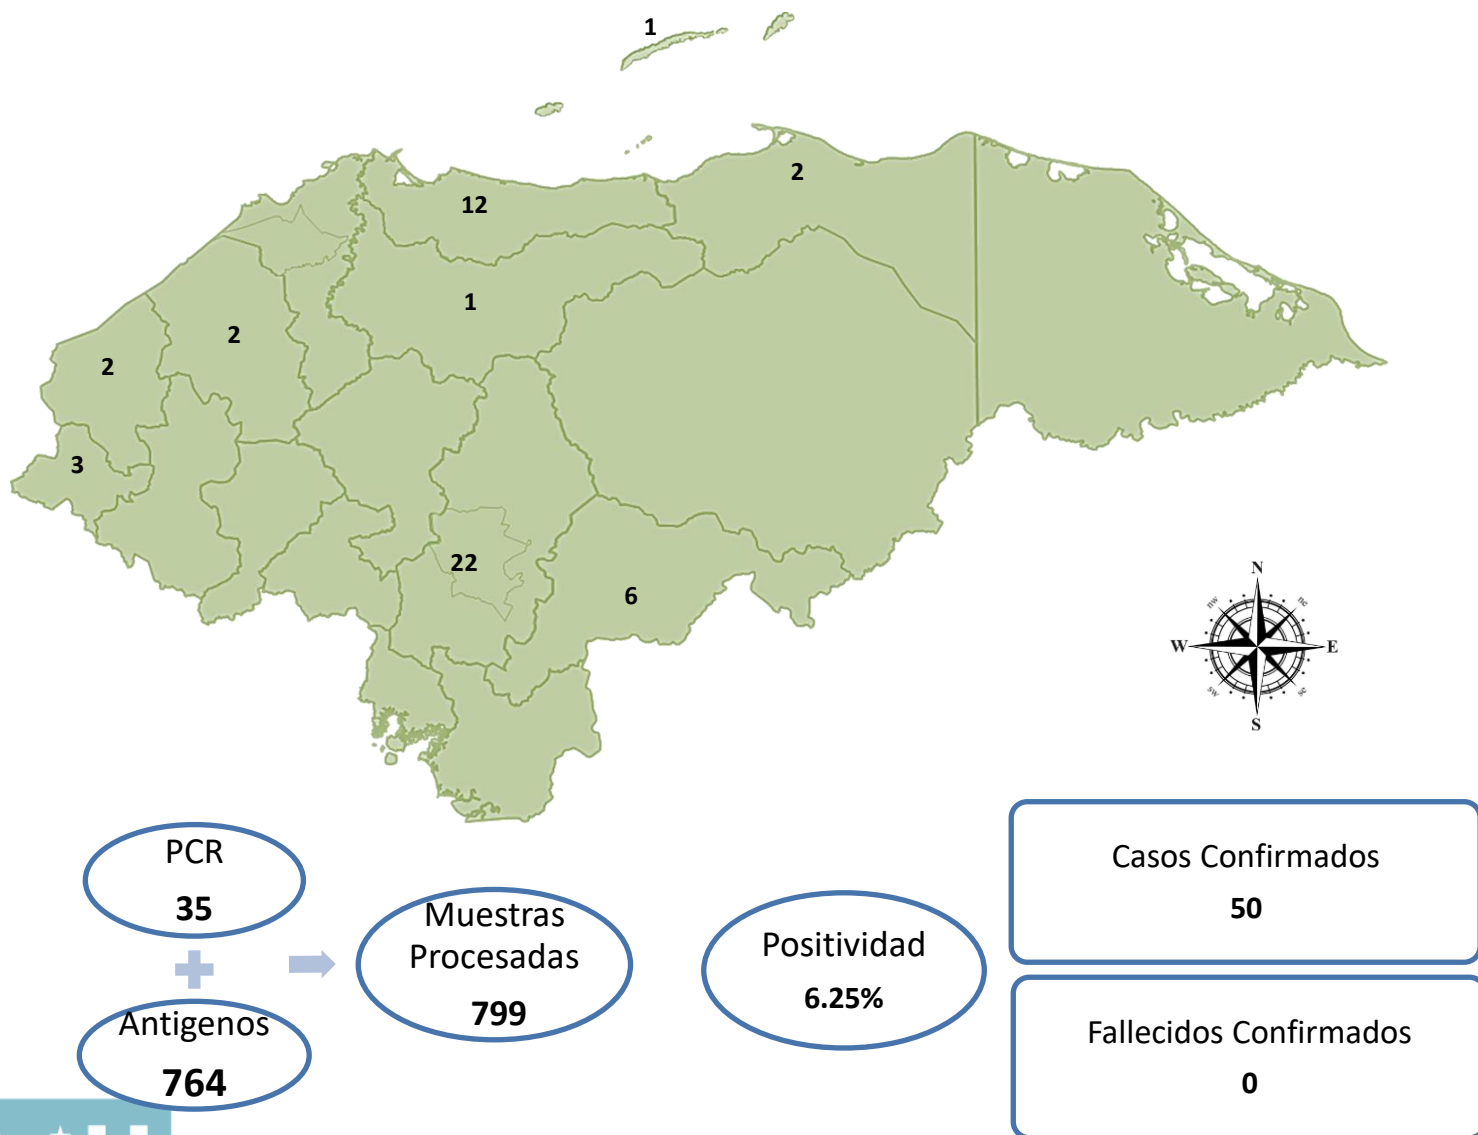 1
2
12
1
2
2
3
22
6
N
nw
ne
W
E
sw
se
S
PCR
35
Antigenos
764
Muestras
Procesadas
799
Positividad
6.25%
Casos Confirmados
50
Fallecidos Confirmados
0